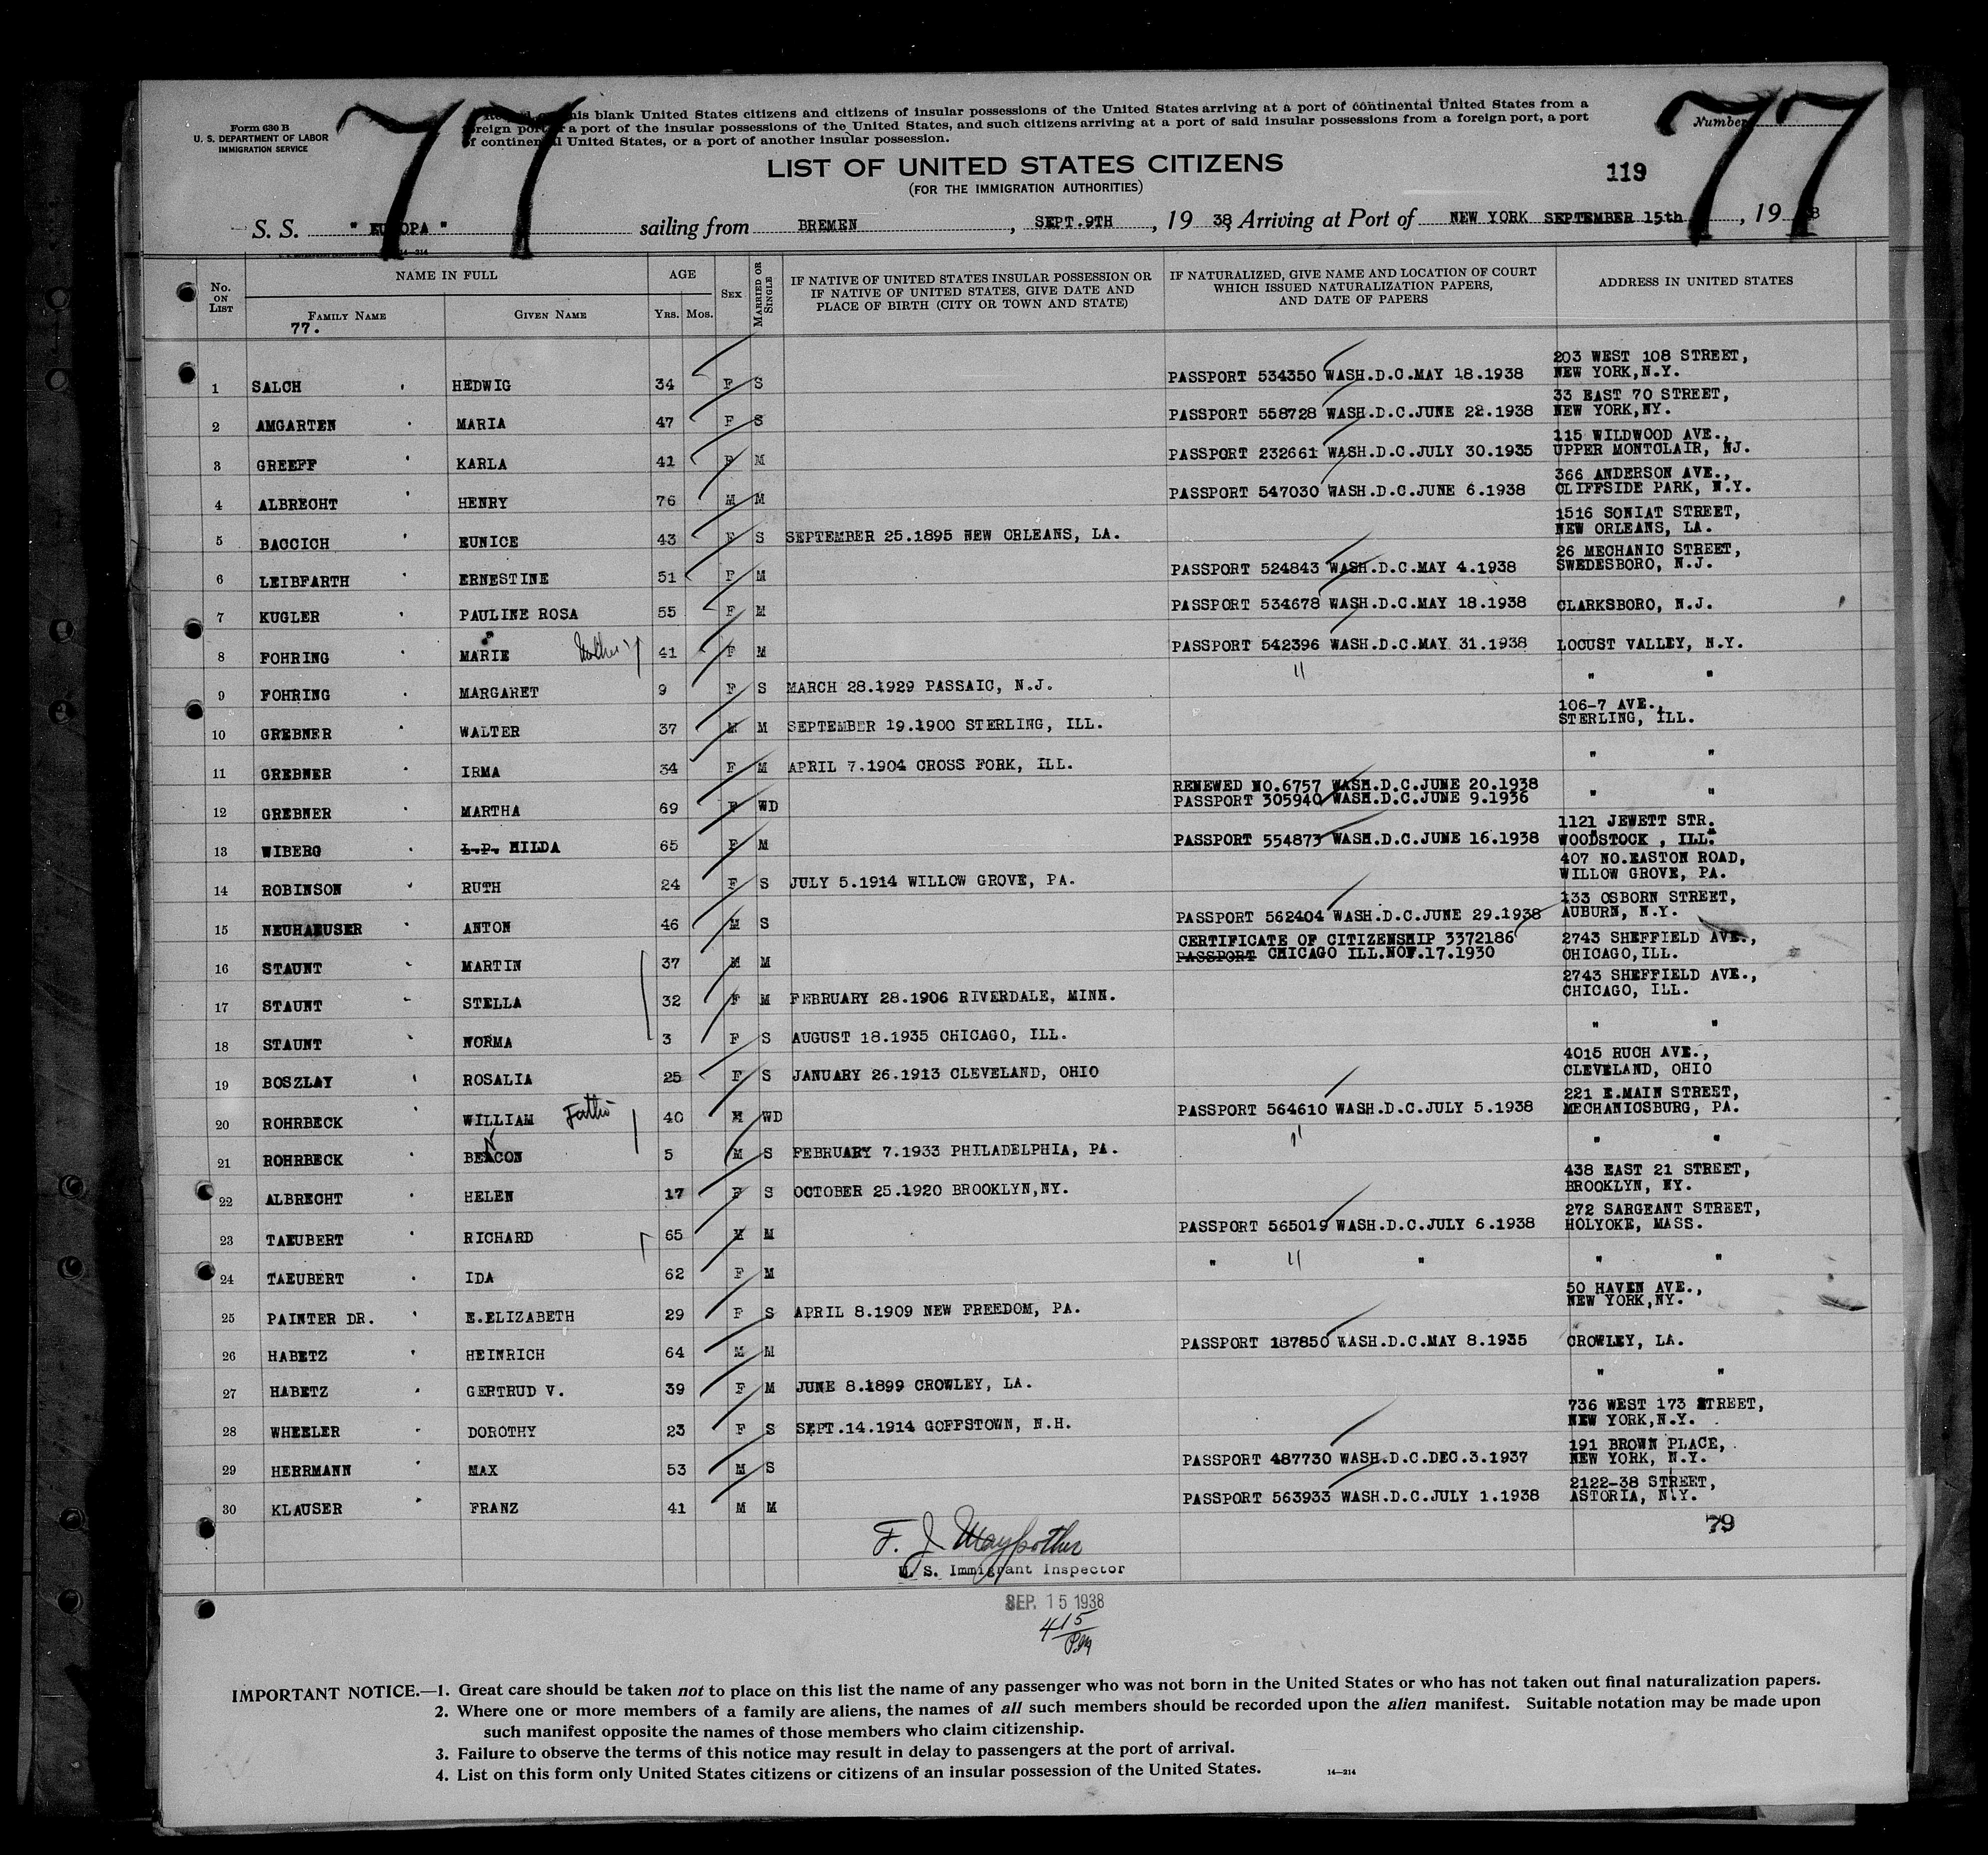 77
77
Form 630 B
U. S. DEPARTMENT OF LABOR
IMMIGRATION SERVICE
this blank United States citizens and citizens of insular possessions of the United States arriving at a port of continental United States from a
foreign port or a port of the insular possessions of the United States, and such citizens arriving at a port of said insular possessions from a foreign port, a port
of continental United States, or a port of another insular possession.
Number
LIST OF UNITED STATES CITIZENS
(FOR THE IMMIGRATION AUTHORITIES)
119
S. S. " EUROPA " sailing from BREMEN, SEPT.9TH, 19 38, Arriving at Port of NEW YORK SEPTEMBER 15th, 19 38
No. ON LIST NAME IN FULL AGE SEX MARRIED OR SINGLE IF NATIVE OF UNITED STATES INSULAR POSSESSION OR IF NATIVE OF UNITED STATES, GIVE DATE AND PLACE OF BIRTH (CITY OR TOWN AND STATE) IF NATURALIZED, GIVE NAME AND LOCATION OF COURT WHICH ISSUED NATURALIZATION PAPERS, AND DATE OF PAPERS ADDRESS IN UNITED STATES
FAMILY NAME GIVEN NAME YRS. MOS.
77.
1 SALCH HEDWIG 34 F S PASSPORT 534350 WASH.D.C.MAY 18.1938 203 WEST 108 STREET, NEW YORK,N.Y.
2 AMGARTEN MARIA 47 F S PASSPORT 558728 WASH.D.C.JUNE 22.1938 33 EAST 70 STREET, NEW YORK,NY.
3 GREEFF KARLA 41 F M PASSPORT 232661 WASH.D.C.JULY 30.1935 115 WILDWOOD AVE., UPPER MONTCLAIR, NJ.
4 ALBRECHT HENRY 76 M M PASSPORT 547030 WASH.D.C.JUNE 6.1938 366 ANDERSON AVE., CLIFFSIDE PARK, N.Y.
5 BACCICH EUNICE 43 F S SEPTEMBER 25.1895 NEW ORLEANS, LA. 1516 SONIAT STREET, NEW ORLEANS, LA.
6 LEIBFARTH ERNESTINE 51 F M PASSPORT 524843 WASH.D.C.MAY 4.1938 26 MECHANIC STREET, SWEDESBORO, N.J.
7 KUGLER PAULINE ROSA 55 F M PASSPORT 534678 WASH.D.C.MAY 18.1938 CLARKSBORO, N.J.
8 FOHRING MARIE Mother 41 F M PASSPORT 542396 WASH.D.C.MAY 31.1938 LOCUST VALLEY, N.Y.
9 FOHRING MARGARET 9 F S MARCH 28.1929 PASSAIC, N.J. " " "
10 GREBNER WALTER 37 M M SEPTEMBER 19.1900 STERLING, ILL. 106-7 AVE., STERLING, ILL.
11 GREBNER IRMA 34 F M APRIL 7.1904 CROSS FORK, ILL. " "
12 GREBNER MARTHA 69 F WD RENEWED NO.6757 WASH.D.C.JUNE 20.1938 PASSPORT 305940 WASH.D.C.JUNE 9.1936 " "
13 WIBERG L.P. HILDA 65 F M PASSPORT 554873 WASH.D.C.JUNE 16.1938 1121 JEWETT STR. WOODSTOCK , ILL.
14 ROBINSON RUTH 24 F S JULY 5.1914 WILLOW GROVE, PA. 407 NO.EASTON ROAD, WILLOW GROVE, PA.
15 NEUHAEUSER ANTON 46 M S PASSPORT 562404 WASH.D.C.JUNE 29.1938 133 OSBORN STREET, AUBURN, N.Y.
16 STAUNT MARTIN 37 M M CERTIFICATE OF CITIZENSHIP 3372186 PASSPORT CHICAGO ILL.NOV.17.1930 2743 SHEFFIELD AVE., CHICAGO,ILL.
17 STAUNT STELLA 32 F M FEBRUARY 28.1906 RIVERDALE, MINN. 2743 SHEFFIELD AVE., CHICAGO, ILL.
18 STAUNT NORMA 3 F S AUGUST 18.1935 CHICAGO, ILL. " "
19 BOSZLAY ROSALIA 25 F S JANUARY 26.1913 CLEVELAND, OHIO 4015 RUCH AVE., CLEVELAND, OHIO
20 ROHRBECK WILLIAM Father 40 M WD PASSPORT 564610 WASH.D.C.JULY 5.1938 221 E.MAIN STREET, MECHANICSBURG, PA.
21 ROHRBECK BEACON 5 M S FEBRUARY 7.1933 PHILADELPHIA, PA. " " "
22 ALBRECHT HELEN 17 F S OCTOBER 25.1920 BROOKLYN,NY. 438 EAST 21 STREET, BROOKLYN, NY.
23 TAEUBERT RICHARD 65 M M PASSPORT 565019 WASH.D.C.JULY 6.1938 272 SARGEANT STREET, HOLYOKE, MASS.
24 TAEUBERT IDA 62 F M " " " " "
25 PAINTER DR. E.ELIZABETH 29 F S APRIL 8.1909 NEW FREEDOM, PA. 50 HAVEN AVE., NEW YORK,NY.
26 HABETZ HEINRICH 64 M M PASSPORT 187850 WASH.D.C.MAY 8.1935 CROWLEY, LA.
27 HABETZ GERTRUD V. 39 F M JUNE 8.1899 CROWLEY, LA. " "
28 WHEELER DOROTHY 23 F S SEPT.14.1914 GOFFSTOWN, N.H. 736 WEST 173 STREET, NEW YORK,N.Y.
29 HERRMANN MAX 53 M S PASSPORT 487730 WASH.D.C.DEC.3.1937 191 BROWN PLACE, NEW YORK, N.Y.
30 KLAUSER FRANZ 41 M M PASSPORT 563933 WASH.D.C.JULY 1.1938 2122-38 STREET, ASTORIA, N.Y.
79
F. J. Maypother
U. S. Immigrant Inspector
SEP. 15 1938
4 15 PM
IMPORTANT NOTICE.—1. Great care should be taken not to place on this list the name of any passenger who was not born in the United States or who has not taken out final naturalization papers.
2. Where one or more members of a family are aliens, the names of all such members should be recorded upon the alien manifest. Suitable notation may be made upon
such manifest opposite the names of those members who claim citizenship.
3. Failure to observe the terms of this notice may result in delay to passengers at the port of arrival.
4. List on this form only United States citizens or citizens of an insular possession of the United States.
14—214